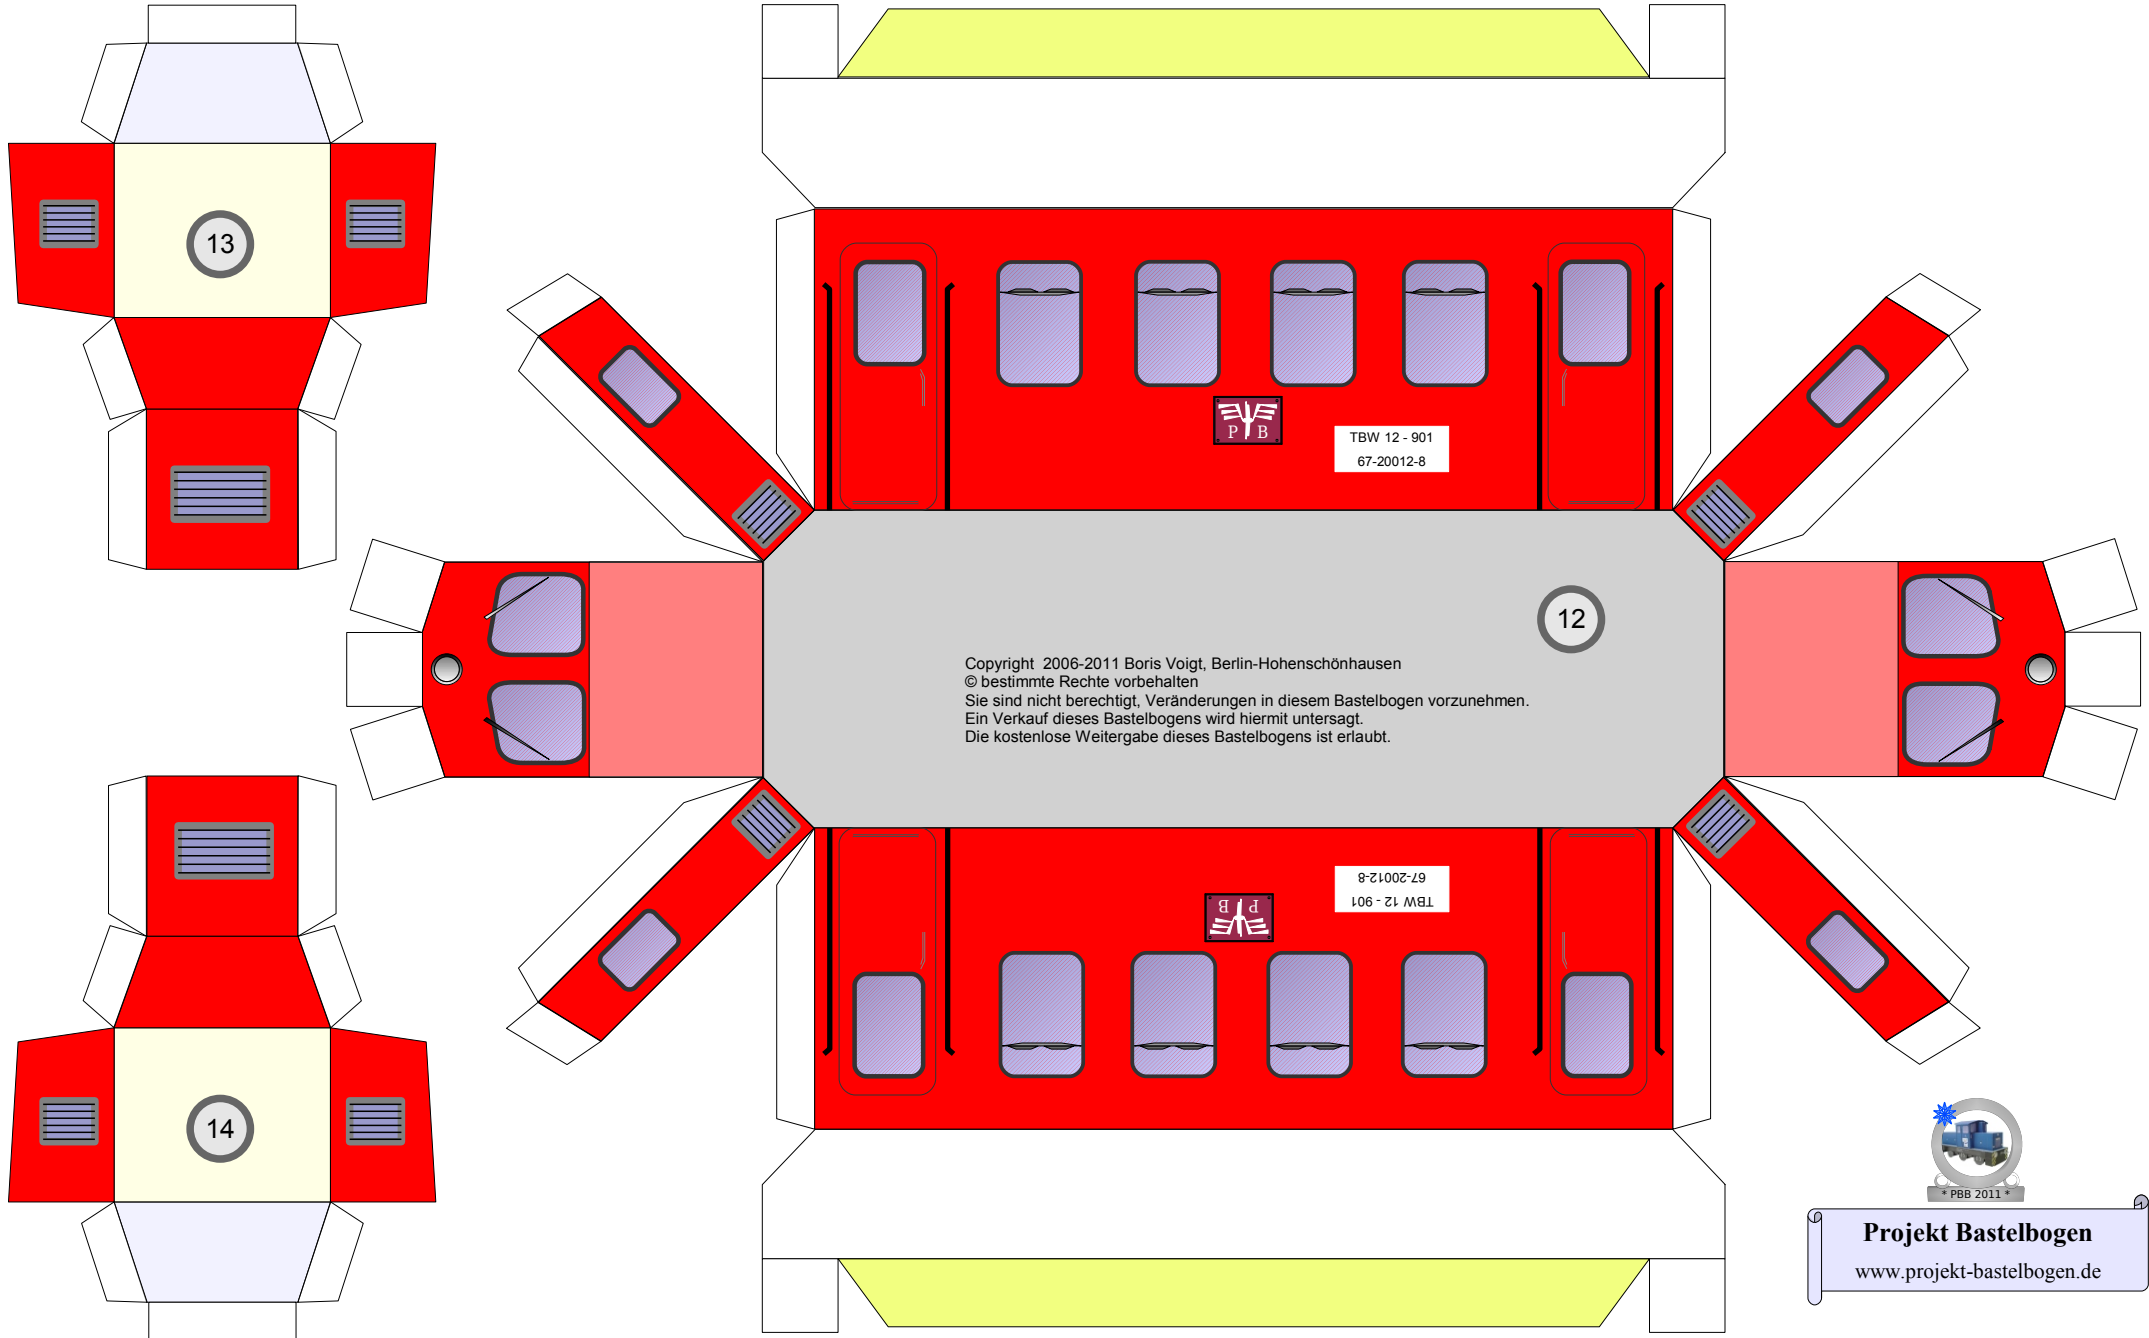 13
P B
TBW 12 - 901
67-20012-8
12
Copyright 2006-2011 Boris Voigt, Berlin-Hohenschönhausen
© bestimmte Rechte vorbehalten
Sie sind nicht berechtigt, Veränderungen in diesem Bastelbogen vorzunehmen.
Ein Verkauf dieses Bastelbogens wird hiermit untersagt.
Die kostenlose Weitergabe dieses Bastelbogens ist erlaubt.
TBW 12 - 901
67-20012-8
P B
14
* PBB 2011 *
Projekt Bastelbogen
www.projekt-bastelbogen.de